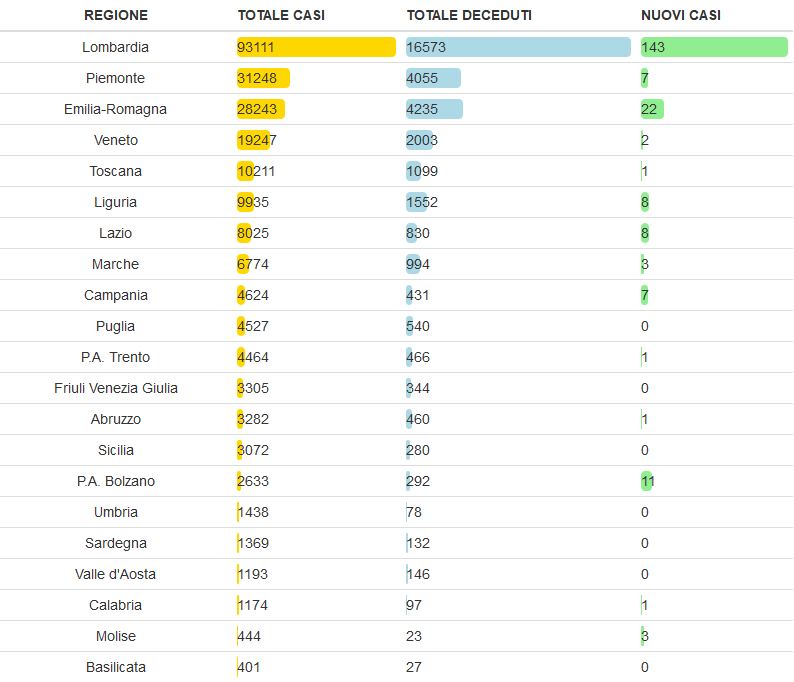 REGIONE TOTALE CASI TOTALE DECEDUTI NUOVI CASI
Lombardia 93111 16573 143
Piemonte 31248 4055 7
Emilia-Romagna 28243 4235 22
Veneto 19247 2003 2
Toscana 10211 1099 1
Liguria 9935 1552 8
Lazio 8025 830 8
Marche 6774 994 3
Campania 4624 431 7
Puglia 4527 540 0
P.A. Trento 4464 466 1
Friuli Venezia Giulia 3305 344 0
Abruzzo 3282 460 1
Sicilia 3072 280 0
P.A. Bolzano 2633 292 11
Umbria 1438 78 0
Sardegna 1369 132 0
Valle d'Aosta 1193 146 0
Calabria 1174 97 1
Molise 444 23 3
Basilicata 401 27 0